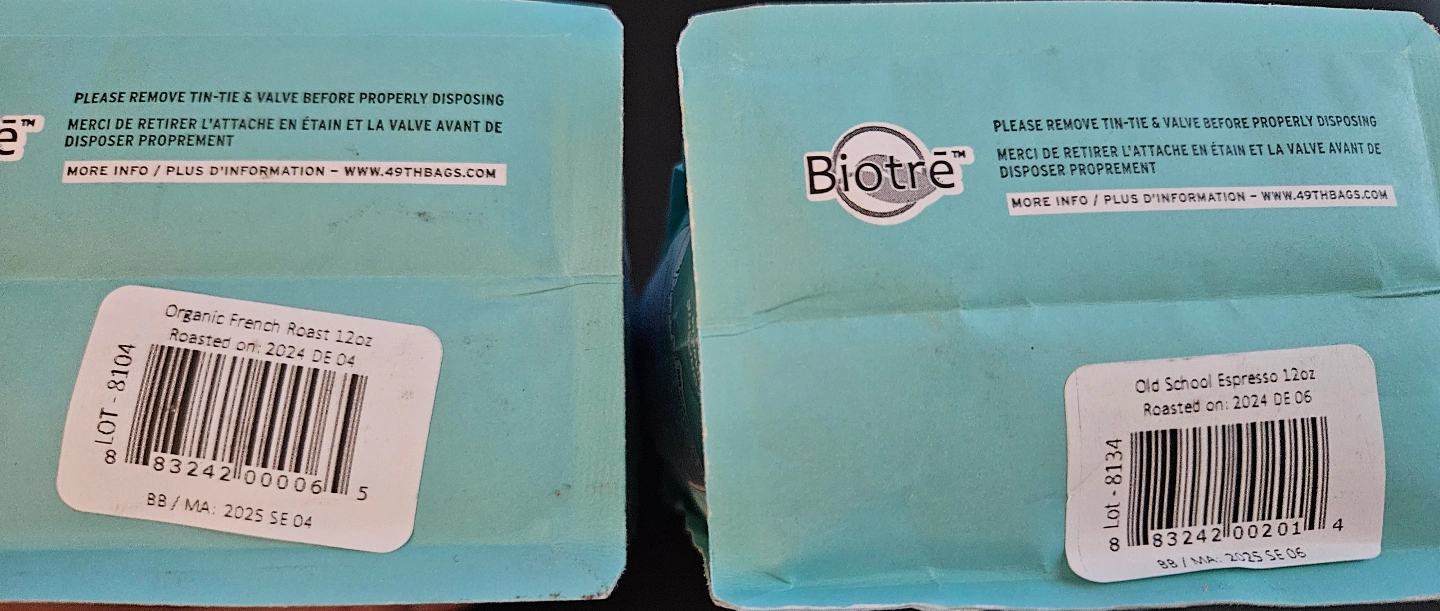 ē™
PLEASE REMOVE TIN-TIE & VALVE BEFORE PROPERLY DISPOSING
MERCI DE RETIRER L'ATTACHE EN ÉTAIN ET LA VALVE AVANT DE
DISPOSER PROPREMENT
MORE INFO / PLUS D'INFORMATION – WWW.49THBAGS.COM
Organic French Roast 12oz
Roasted on: 2024 DE 04
LOT - 8104
8 83242 00006 5
BB / MA: 2025 SE 04
Biotrē™
PLEASE REMOVE TIN-TIE & VALVE BEFORE PROPERLY DISPOSING
MERCI DE RETIRER L'ATTACHE EN ÉTAIN ET LA VALVE AVANT DE
DISPOSER PROPREMENT
MORE INFO / PLUS D'INFORMATION – WWW.49THBAGS.COM
Old School Espresso 12oz
Roasted on: 2024 DE 06
Lot - 8134
8 83242 00201 4
BB / MA: 2025 SE 06